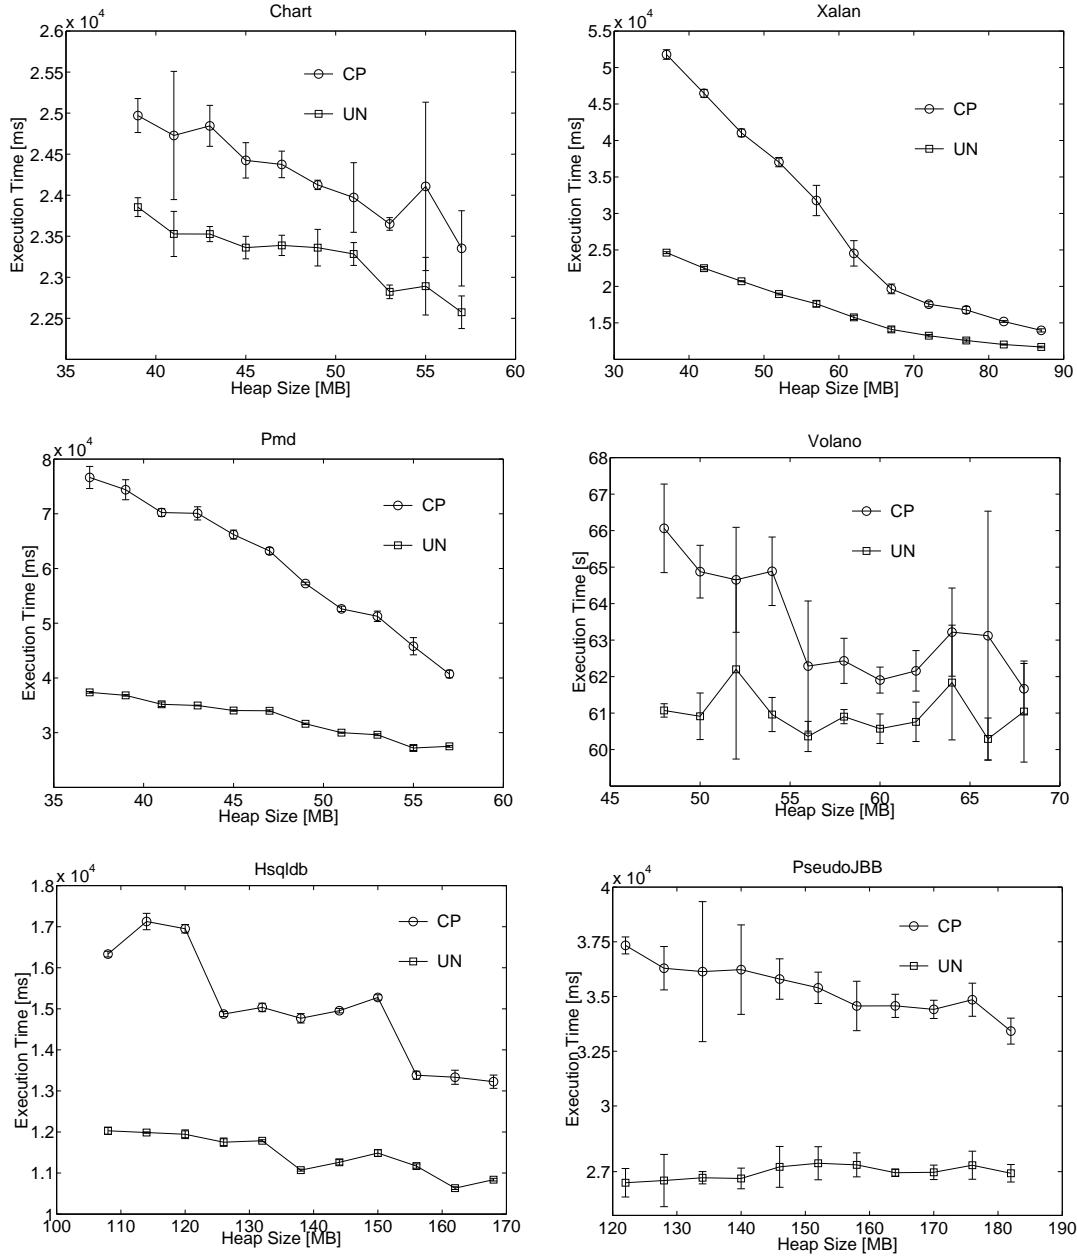 Chart
x 10^4
2.6
2.55
2.5
2.45
2.4
2.35
2.3
2.25
CP
UN
Execution Time [ms]
35 40 45 50 55 60
Heap Size [MB]
Xalan
x 10^4
5.5
5
4.5
4
3.5
3
2.5
2
1.5
CP
UN
Execution Time [ms]
30 40 50 60 70 80 90
Heap Size [MB]
Pmd
x 10^4
8
7
6
5
4
3
CP
UN
Execution Time [ms]
35 40 45 50 55 60
Heap Size [MB]
Volano
68
67
66
65
64
63
62
61
60
CP
UN
Execution Time [s]
45 50 55 60 65 70
Heap Size [MB]
Hsqldb
x 10^4
1.8
1.7
1.6
1.5
1.4
1.3
1.2
1.1
1
CP
UN
Execution Time [ms]
100 110 120 130 140 150 160 170
Heap Size [MB]
PseudoJBB
x 10^4
4
3.75
3.5
3.25
3
2.7
CP
UN
Execution Time [ms]
120 130 140 150 160 170 180 190
Heap Size [MB]